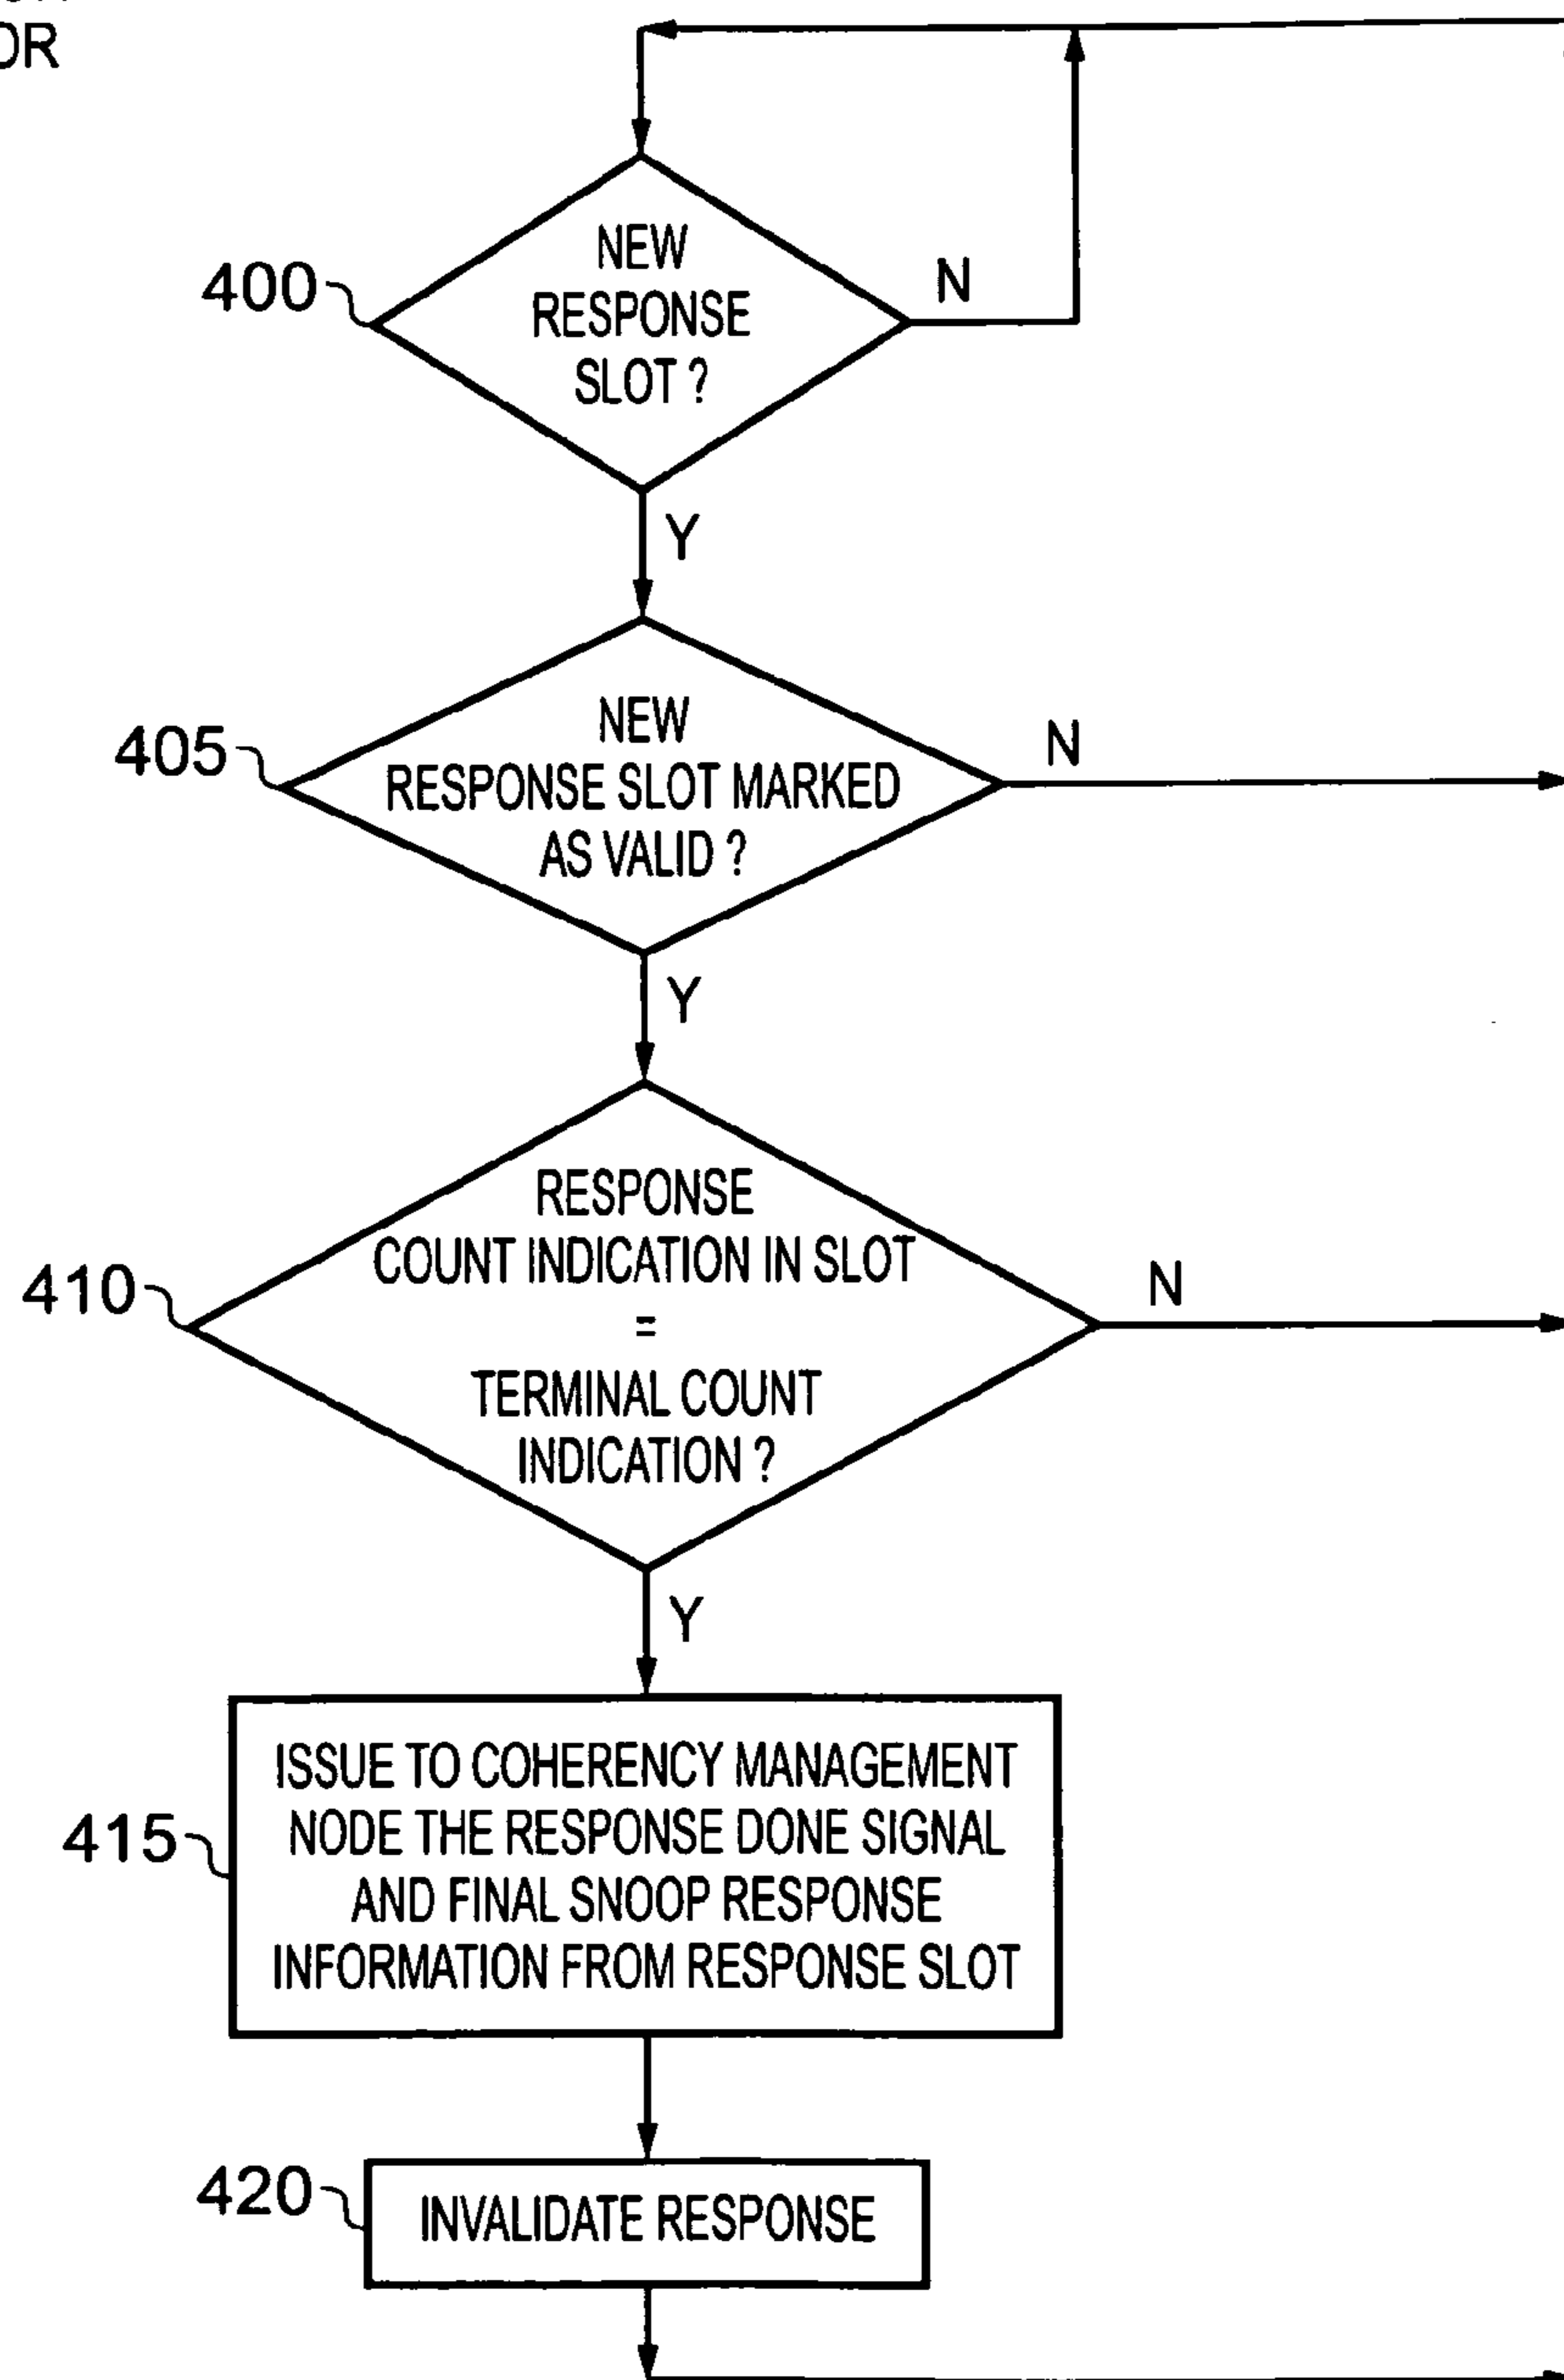 OR
NEW
RESPONSE
SLOT ?
400
N
Y
NEW
RESPONSE SLOT MARKED
AS VALID ?
405
N
Y
RESPONSE
COUNT INDICATION IN SLOT
=
TERMINAL COUNT
INDICATION ?
410
N
Y
ISSUE TO COHERENCY MANAGEMENT
NODE THE RESPONSE DONE SIGNAL
AND FINAL SNOOP RESPONSE
INFORMATION FROM RESPONSE SLOT
415
INVALIDATE RESPONSE
420